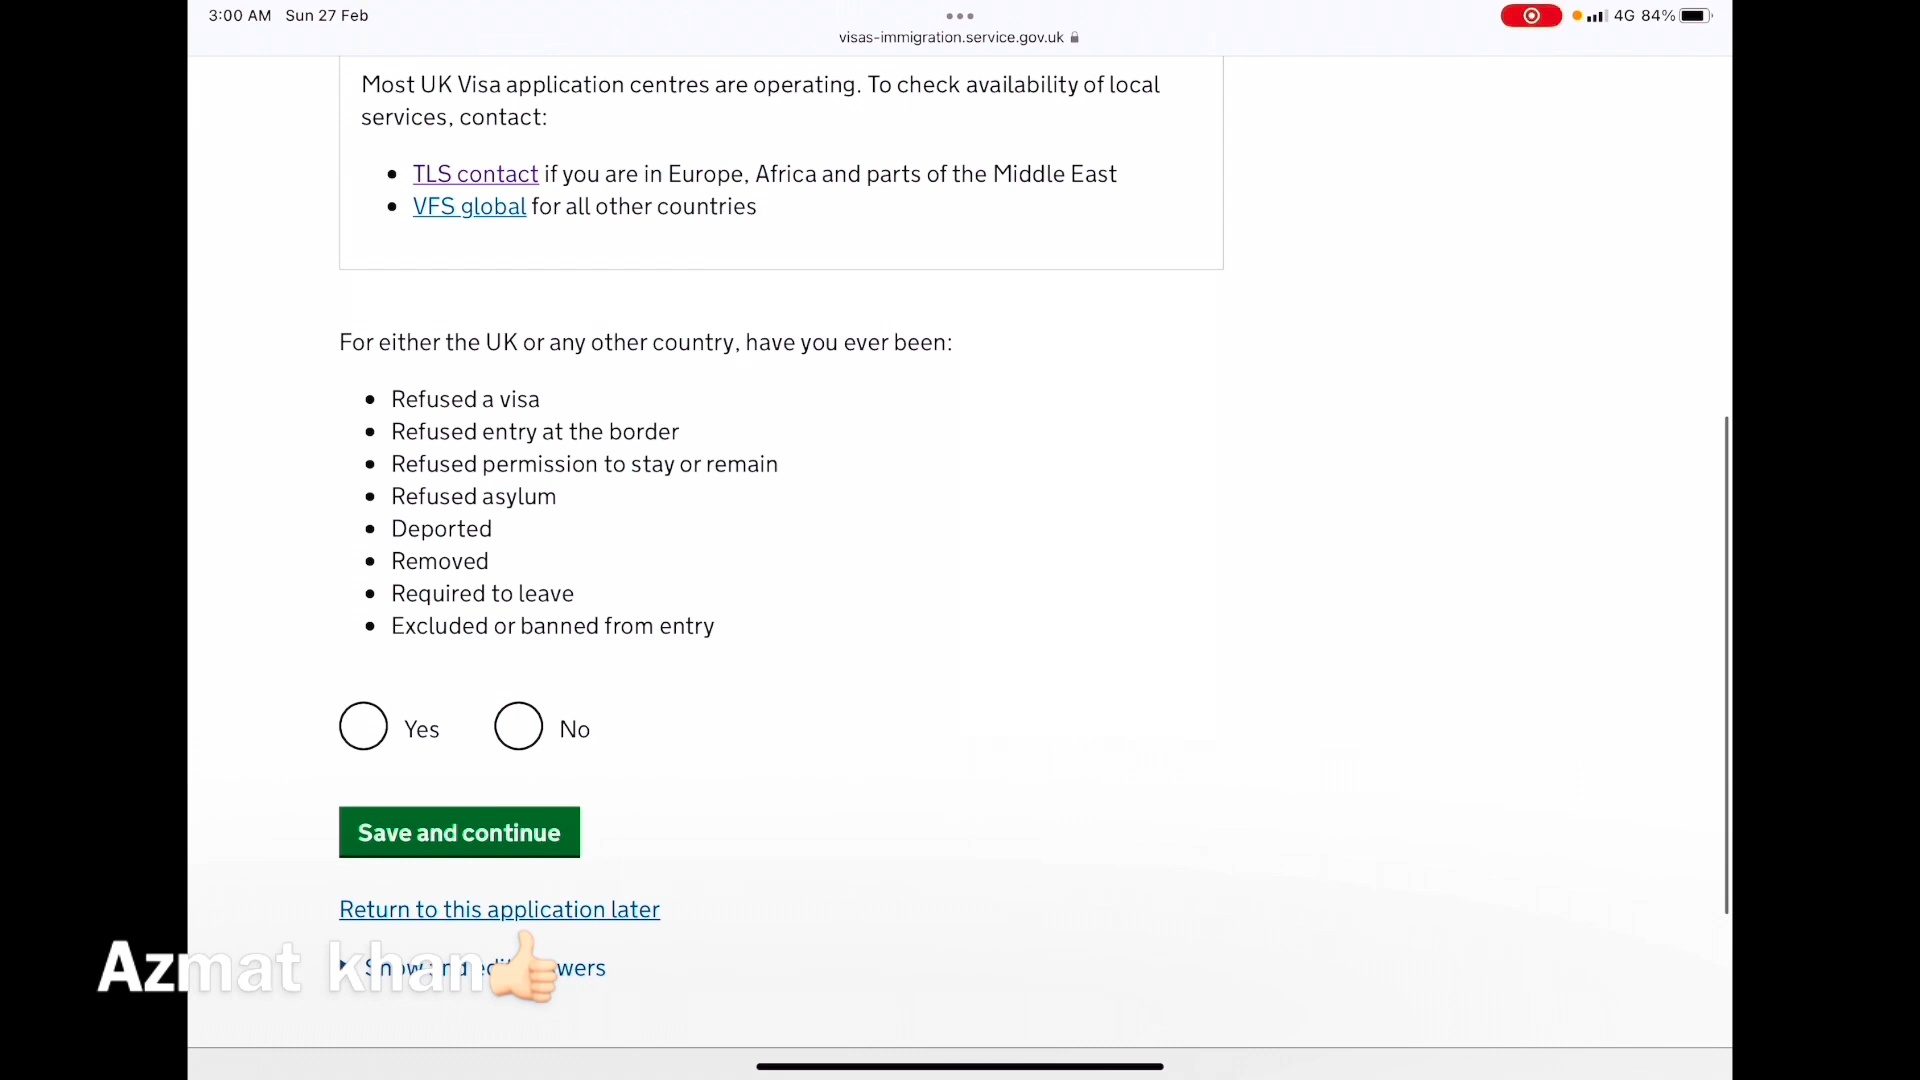 3:00 AM Sun 27 Feb
4G 84%
visas-immigration.service.gov.uk
Most UK Visa application centres are operating. To check availability of local
services, contact:
TLS contact if you are in Europe, Africa and parts of the Middle East
VFS global for all other countries
For either the UK or any other country, have you ever been:
Refused a visa
Refused entry at the border
Refused permission to stay or remain
Refused asylum
Deported
Removed
Required to leave
Excluded or banned from entry
Yes No
Save and continue
Return to this application later
Azmat khan
Show and edit